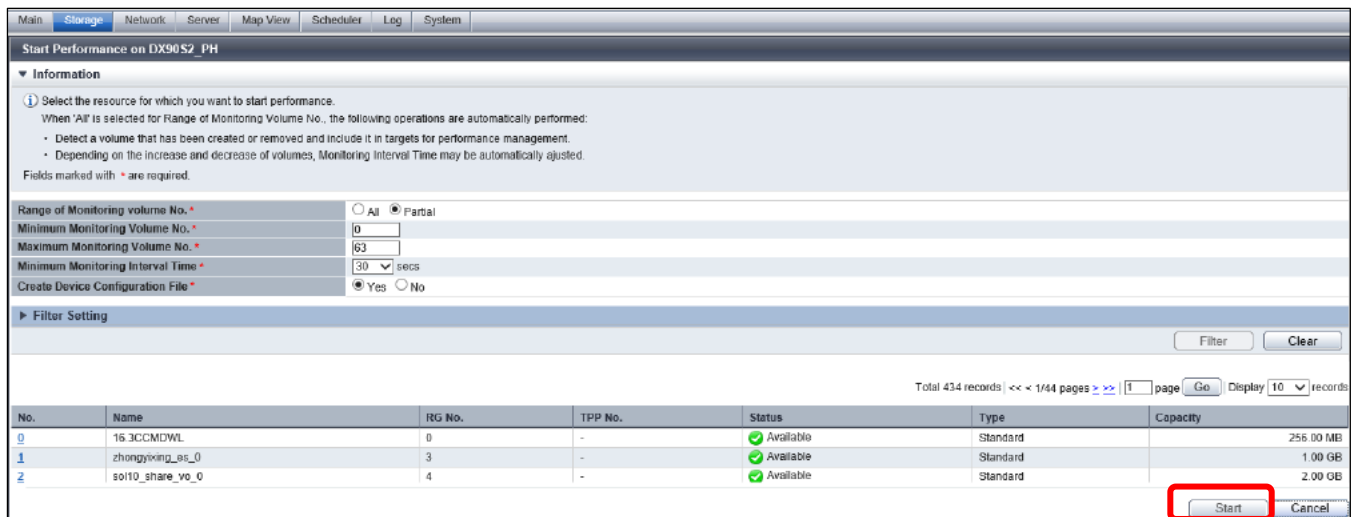 Main Storage Network Server Map View Scheduler Log System
Start Performance on DX90S2_PH
▼ Information
Select the resource for which you want to start performance.
When 'All' is selected for Range of Monitoring Volume No., the following operations are automatically performed:
・ Detect a volume that has been created or removed and include it in targets for performance management.
・ Depending on the increase and decrease of volumes, Monitoring Interval Time may be automatically ajusted.
Fields marked with * are required.
Range of Monitoring volume No. * All Partial
Minimum Monitoring Volume No. * 0
Maximum Monitoring Volume No. * 63
Minimum Monitoring Interval Time * 30 secs
Create Device Configuration File * Yes No
▶ Filter Setting
Filter Clear
Total 434 records | << < 1/44 pages > >> | 1 page Go Display 10 records
No. Name RG No. TPP No. Status Type Capacity
0 16.3CCMDWL 0 - Available Standard 256.00 MB
1 zhongyixing_es_0 3 - Available Standard 1.00 GB
2 sol10_share_vo_0 4 - Available Standard 2.00 GB
Start Cancel